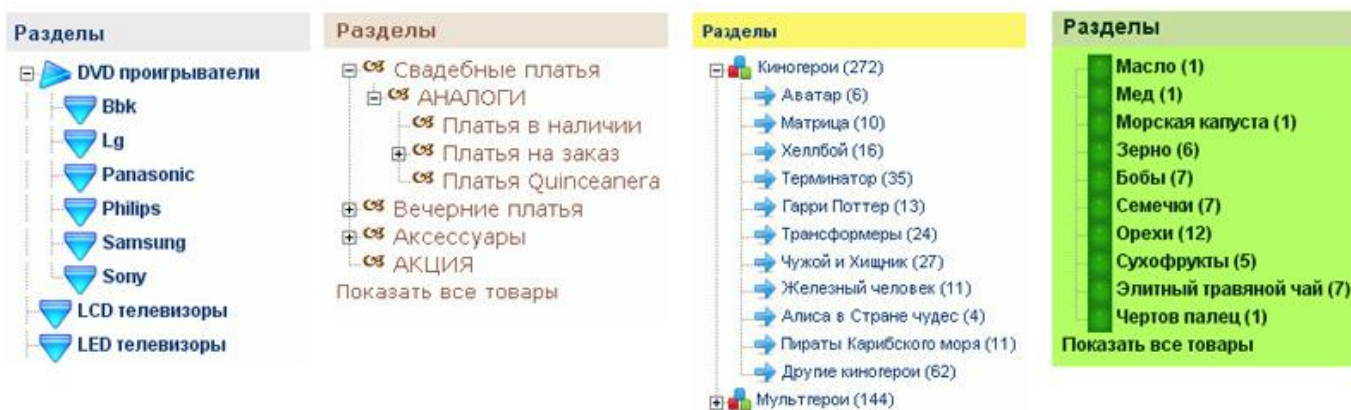 Разделы
DVD проигрыватели
Bbk
Lg
Panasonic
Philips
Samsung
Sony
LCD телевизоры
LED телевизоры
Разделы
Свадебные платья
АНАЛОГИ
Платья в наличии
Платья на заказ
Платья Quinceanera
Вечерние платья
Аксессуары
АКЦИЯ
Показать все товары
Разделы
Киногерои (272)
Аватар (6)
Матрица (10)
Хеллбой (16)
Терминатор (35)
Гарри Поттер (13)
Трансформеры (24)
Чужой и Хищник (27)
Железный человек (11)
Алиса в Стране чудес (4)
Пираты Карибского моря (11)
Другие киногерои (62)
Мультгерои (144)
Разделы
Масло (1)
Мед (1)
Морская капуста (1)
Зерно (6)
Бобы (7)
Семечки (7)
Орехи (12)
Сухофрукты (5)
Элитный травяной чай (7)
Чертов палец (1)
Показать все товары